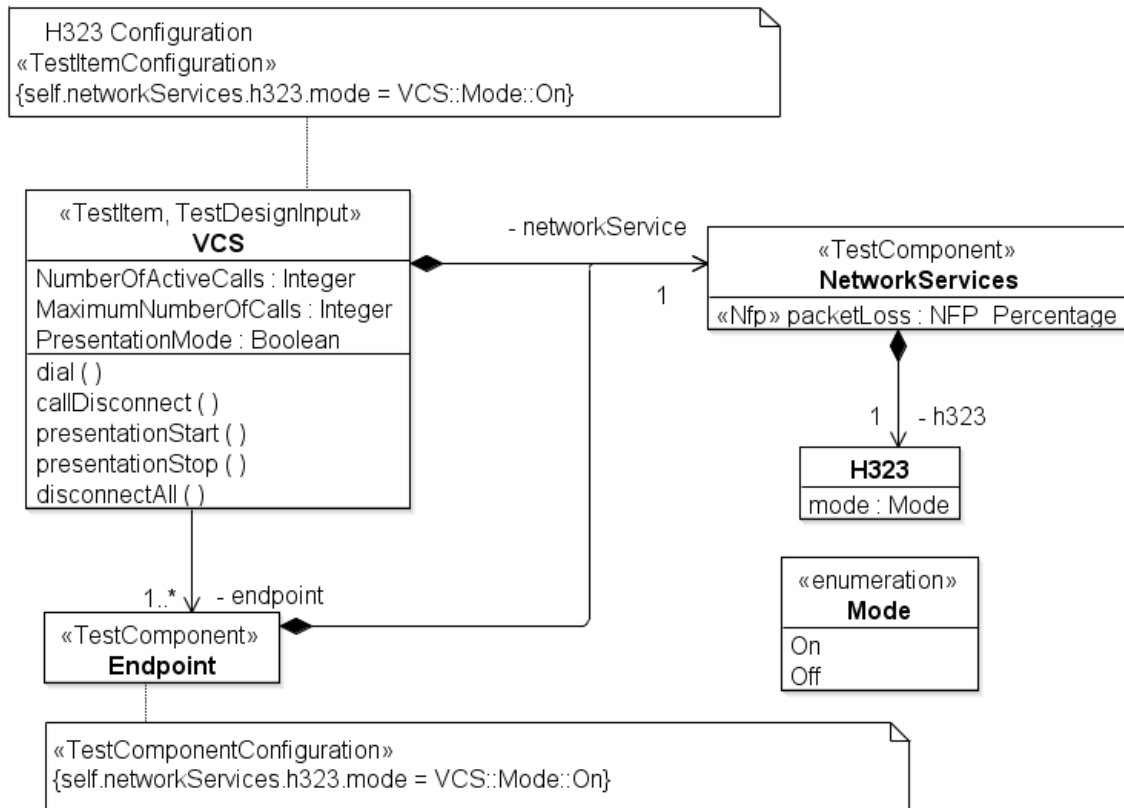 H323 Configuration
«TestItemConfiguration»
{self.networkServices.h323.mode = VCS::Mode::On}
«TestItem, TestDesignInput»
VCS
NumberOfActiveCalls : Integer
MaximumNumberOfCalls : Integer
PresentationMode : Boolean
dial ( )
callDisconnect ( )
presentationStart ( )
presentationStop ( )
disconnectAll ( )
- networkService
1
«TestComponent»
NetworkServices
«Nfp» packetLoss : NFP_Percentage
1 - h323
H323
mode : Mode
«enumeration»
Mode
On
Off
1..* - endpoint
«TestComponent»
Endpoint
«TestComponentConfiguration»
{self.networkServices.h323.mode = VCS::Mode::On}